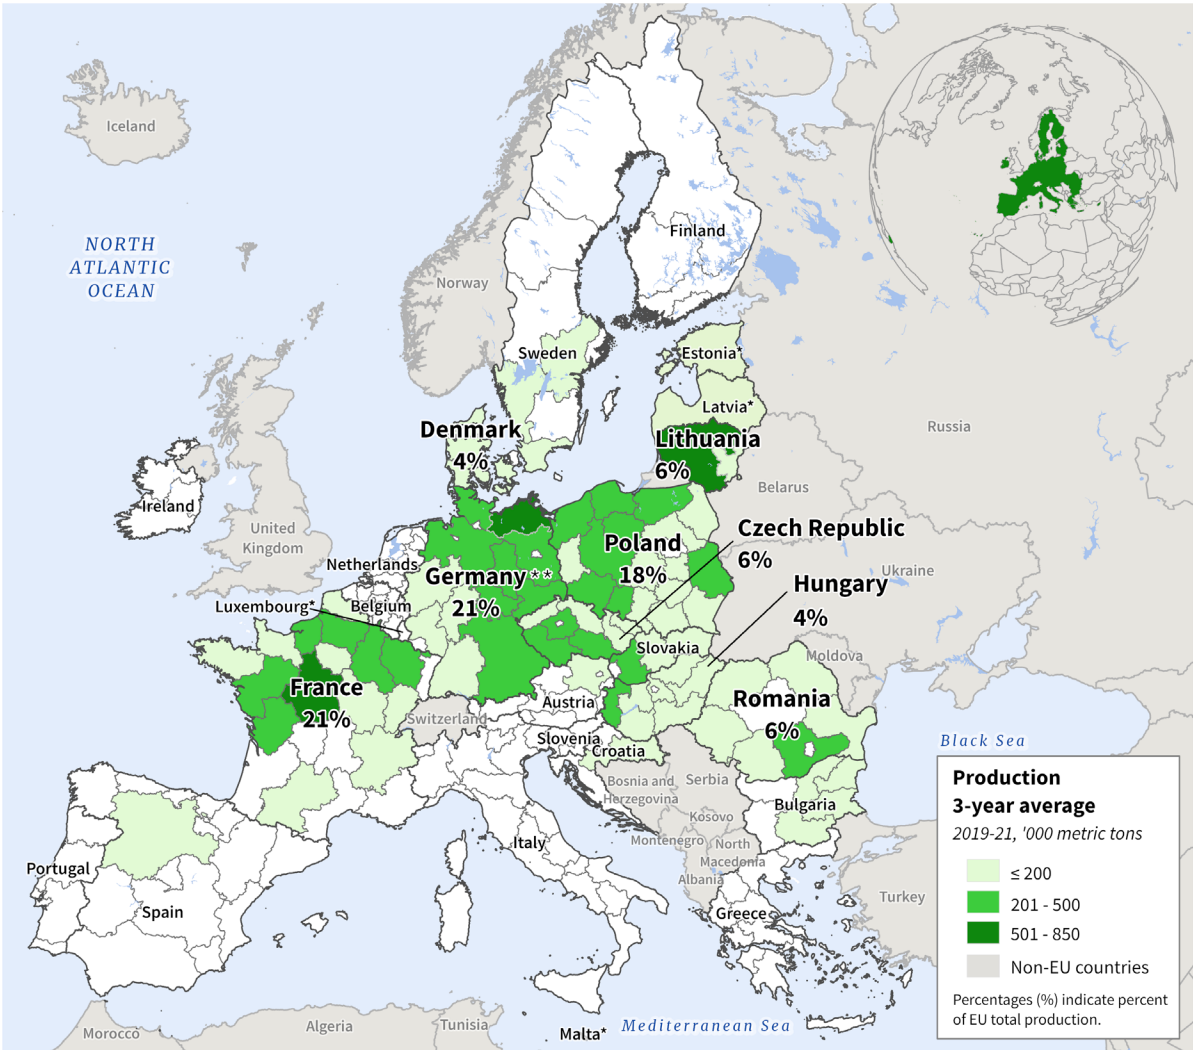 Iceland
NORTH
ATLANTIC
OCEAN
Norway
Finland
Sweden
Estonia*
Latvia*
Russia
Denmark
4%
Lithuania
6%
Belarus
Ireland
United
Kingdom
Netherlands
Germany**
21%
Poland
18%
Czech Republic
6%
Ukraine
Hungary
4%
Luxembourg*
Belgium
Slovakia
Moldova
France
21%
Switzerland
Austria
Romania
6%
Slovenia
Croatia
Black Sea
Bosnia and
Herzegovina
Serbia
Kosovo
Montenegro
North
Macedonia
Albania
Bulgaria
Italy
Portugal
Spain
Greece
Turkey
Morocco
Algeria
Tunisia
Malta*
Mediterranean Sea
Production
3-year average
2019-21, '000 metric tons
≤ 200
201 - 500
501 - 850
Non-EU countries
Percentages (%) indicate percent
of EU total production.